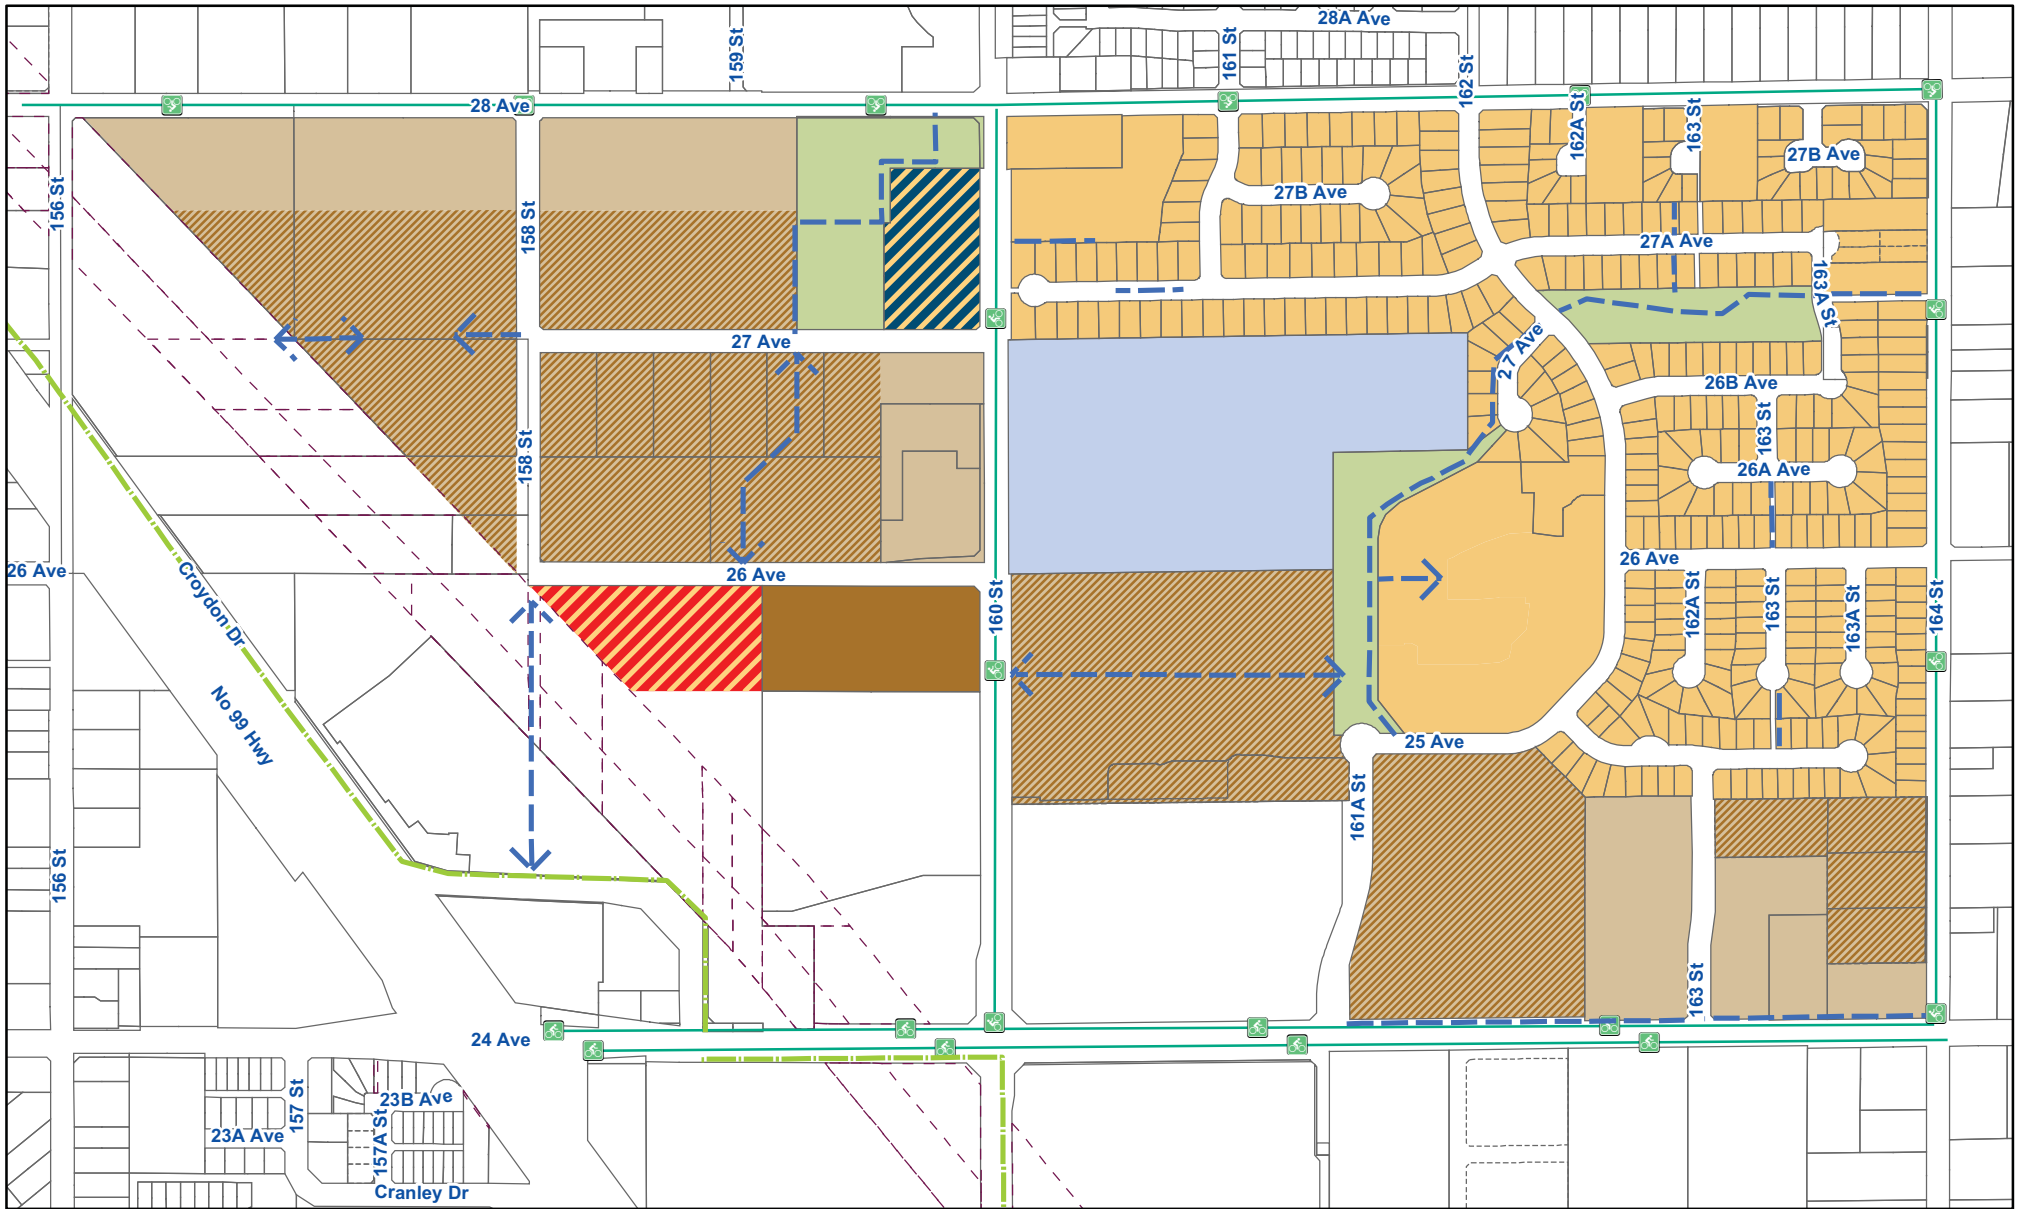 28A Ave
159 St
161 St
162 St
28 Ave
162A St
163 St
27B Ave
27B Ave
156 St
158 St
27A Ave
163A St
27 Ave
27 Ave
26B Ave
163 St
158 St
26A Ave
26 Ave
26 Ave
26 Ave
Croydon Dr
160 St
162A St
163 St
163A St
164 St
No 99 Hwy
25 Ave
161A St
156 St
163 St
24 Ave
157 St
23B Ave
157A St
23A Ave
Cranley Dr